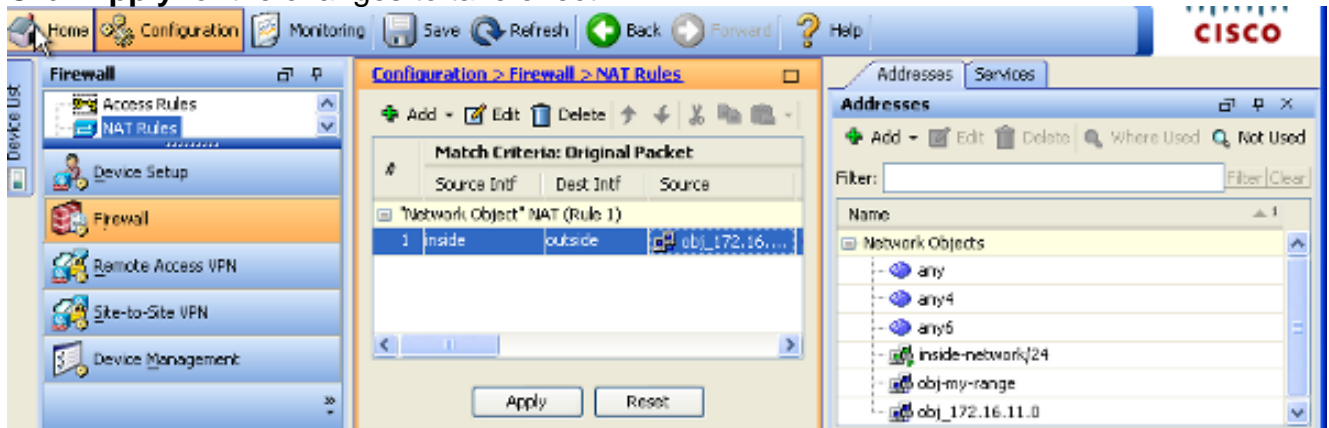 Home Configuration Monitoring Save Refresh Back Forward Help
CISCO
Device List
Firewall
Access Rules
NAT Rules
Device Setup
Firewall
Remote Access VPN
Site-to-Site VPN
Device Management
Configuration > Firewall > NAT Rules
Add Edit Delete
# Match Criteria: Original Packet
Source Intf Dest Intf Source
"Network Object" NAT (Rule 1)
1 inside outside obj_172.16....
Apply Reset
Addresses Services
Addresses
Add Edit Delete Where Used Not Used
Filter: Filter Clear
Name 1
Network Objects
any
any4
any6
inside-network/24
obj-my-range
obj_172.16.11.0